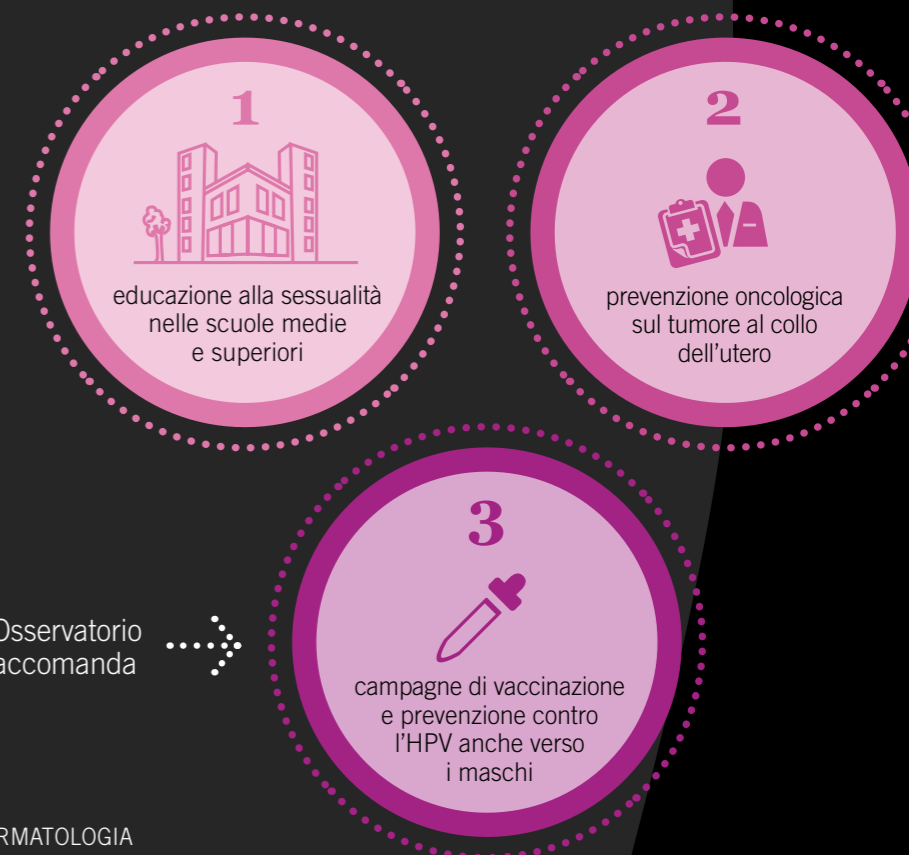 1
educazione alla sessualità
nelle scuole medie
e superiori
2
prevenzione oncologica
sul tumore al collo
dell’utero
Osservatorio
accomanda
3
campagne di vaccinazione
e prevenzione contro
l’HPV anche verso
i maschi
RMATOLOGIA